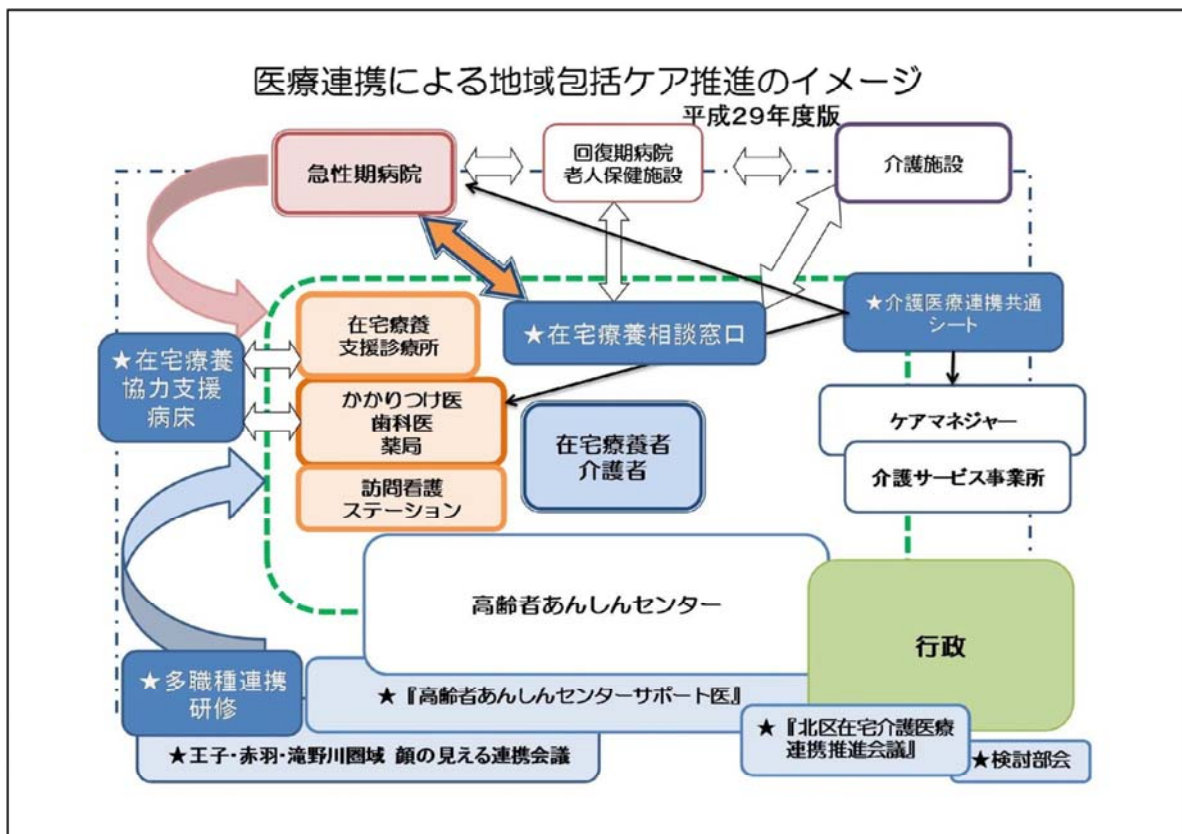 医療連携による地域包括ケア推進のイメージ
平成29年度版
急性期病院
回復期病院
老人保健施設
介護施設
★在宅療養相談窓口
★介護医療連携共通
シート
在宅療養
支援診療所
★在宅療養
協力支援
病床
かかりつけ医
歯科医
薬局
在宅療養者
介護者
ケアマネジャー
介護サービス事業所
訪問看護
ステーション
高齢者あんしんセンター
行政
★多職種連携
研修
★『高齢者あんしんセンターサポート医』
★『北区在宅介護医療
連携推進会議』
★王子・赤羽・滝野川圏域 顔の見える連携会議
★検討部会